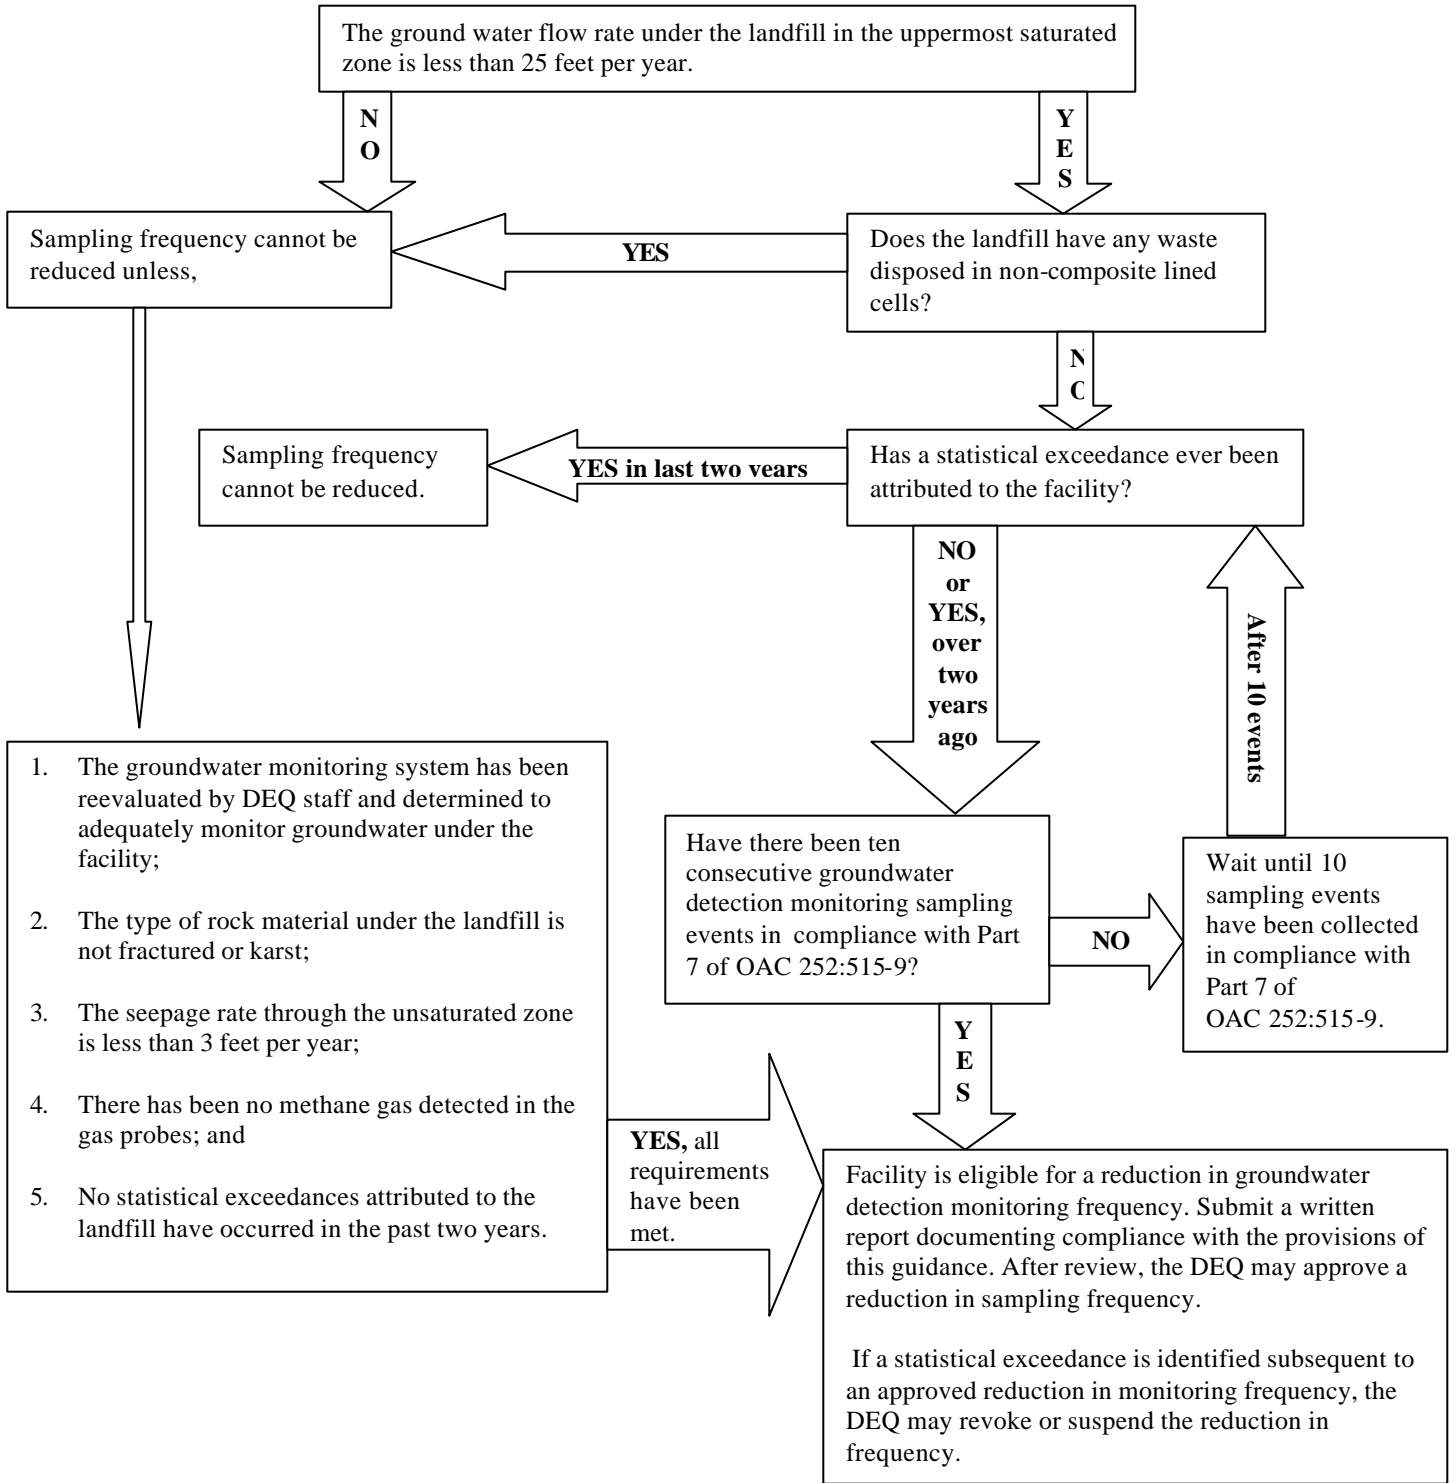 The ground water flow rate under the landfill in the uppermost saturated
zone is less than 25 feet per year.
N
O
Y
E
S
Sampling frequency cannot be
reduced unless,
YES
Does the landfill have any waste
disposed in non-composite lined
cells?
N
O
Sampling frequency
cannot be reduced.
YES in last two years
Has a statistical exceedance ever been
attributed to the facility?
NO
or
YES,
over
two
years
ago
After 10 events
1. The groundwater monitoring system has been
reevaluated by DEQ staff and determined to
adequately monitor groundwater under the
facility;
2. The type of rock material under the landfill is
not fractured or karst;
3. The seepage rate through the unsaturated zone
is less than 3 feet per year;
4. There has been no methane gas detected in the
gas probes; and
5. No statistical exceedances attributed to the
landfill have occurred in the past two years.
Have there been ten
consecutive groundwater
detection monitoring sampling
events in compliance with Part
7 of OAC 252:515-9?
NO
Wait until 10
sampling events
have been collected
in compliance with
Part 7 of
OAC 252:515-9.
Y
E
S
YES, all
requirements
have been
met.
Facility is eligible for a reduction in groundwater
detection monitoring frequency. Submit a written
report documenting compliance with the provisions of
this guidance. After review, the DEQ may approve a
reduction in sampling frequency.
If a statistical exceedance is identified subsequent to
an approved reduction in monitoring frequency, the
DEQ may revoke or suspend the reduction in
frequency.